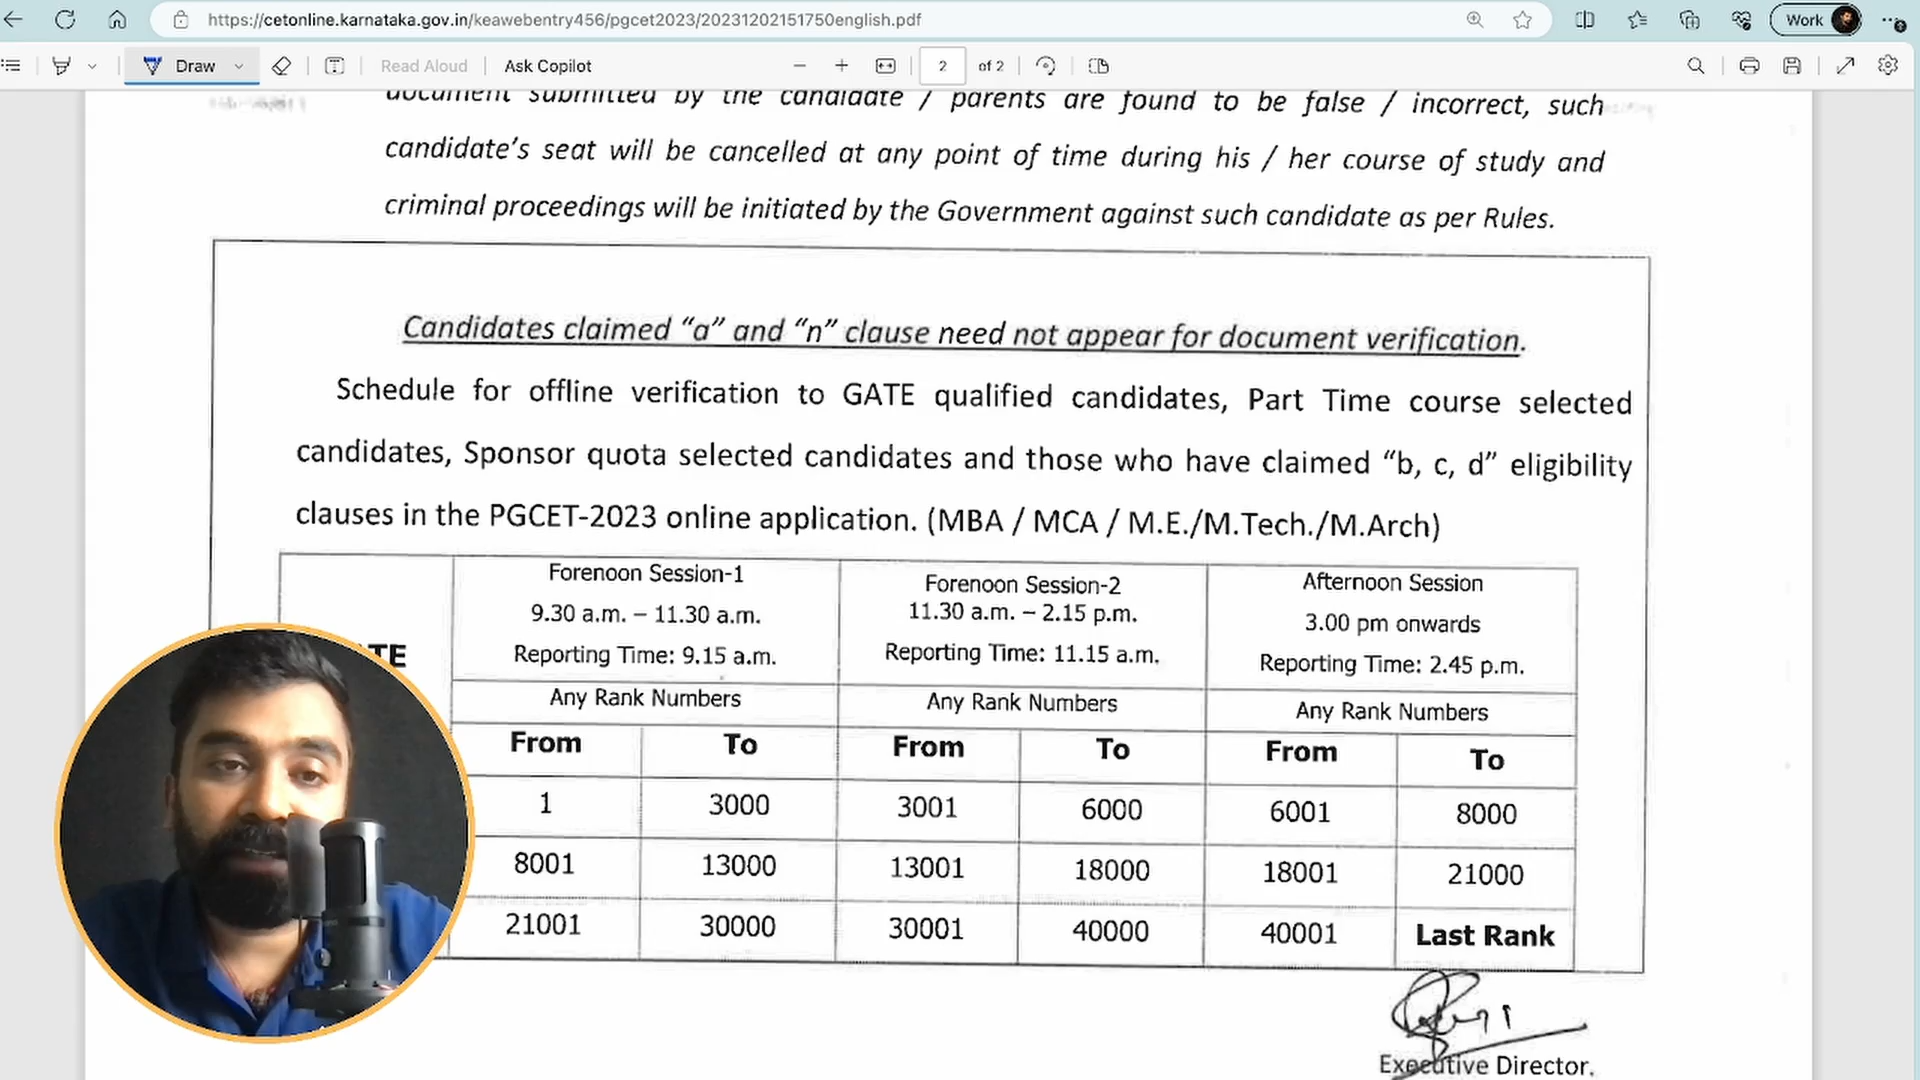 https://cetonline.karnataka.gov.in/keawebentry456/pgcet2023/20231202151750english.pdf
Work
Draw
Read Aloud
Ask Copilot
2
of 2
document submitted by the candidate / parents are found to be false / incorrect, such
candidate's seat will be cancelled at any point of time during his / her course of study and
criminal proceedings will be initiated by the Government against such candidate as per Rules.
Candidates claimed "a" and "n" clause need not appear for document verification.
Schedule for offline verification to GATE qualified candidates, Part Time course selected
candidates, Sponsor quota selected candidates and those who have claimed "b, c, d" eligibility
clauses in the PGCET-2023 online application. (MBA / MCA / M.E./M.Tech./M.Arch)
Forenoon Session-1
9.30 a.m. – 11.30 a.m.
Reporting Time: 9.15 a.m.
Forenoon Session-2
11.30 a.m. – 2.15 p.m.
Reporting Time: 11.15 a.m.
Afternoon Session
3.00 pm onwards
Reporting Time: 2.45 p.m.
Any Rank Numbers Any Rank Numbers Any Rank Numbers
From To From To From To
1 3000 3001 6000 6001 8000
8001 13000 13001 18000 18001 21000
21001 30000 30001 40000 40001 Last Rank
Executive Director.